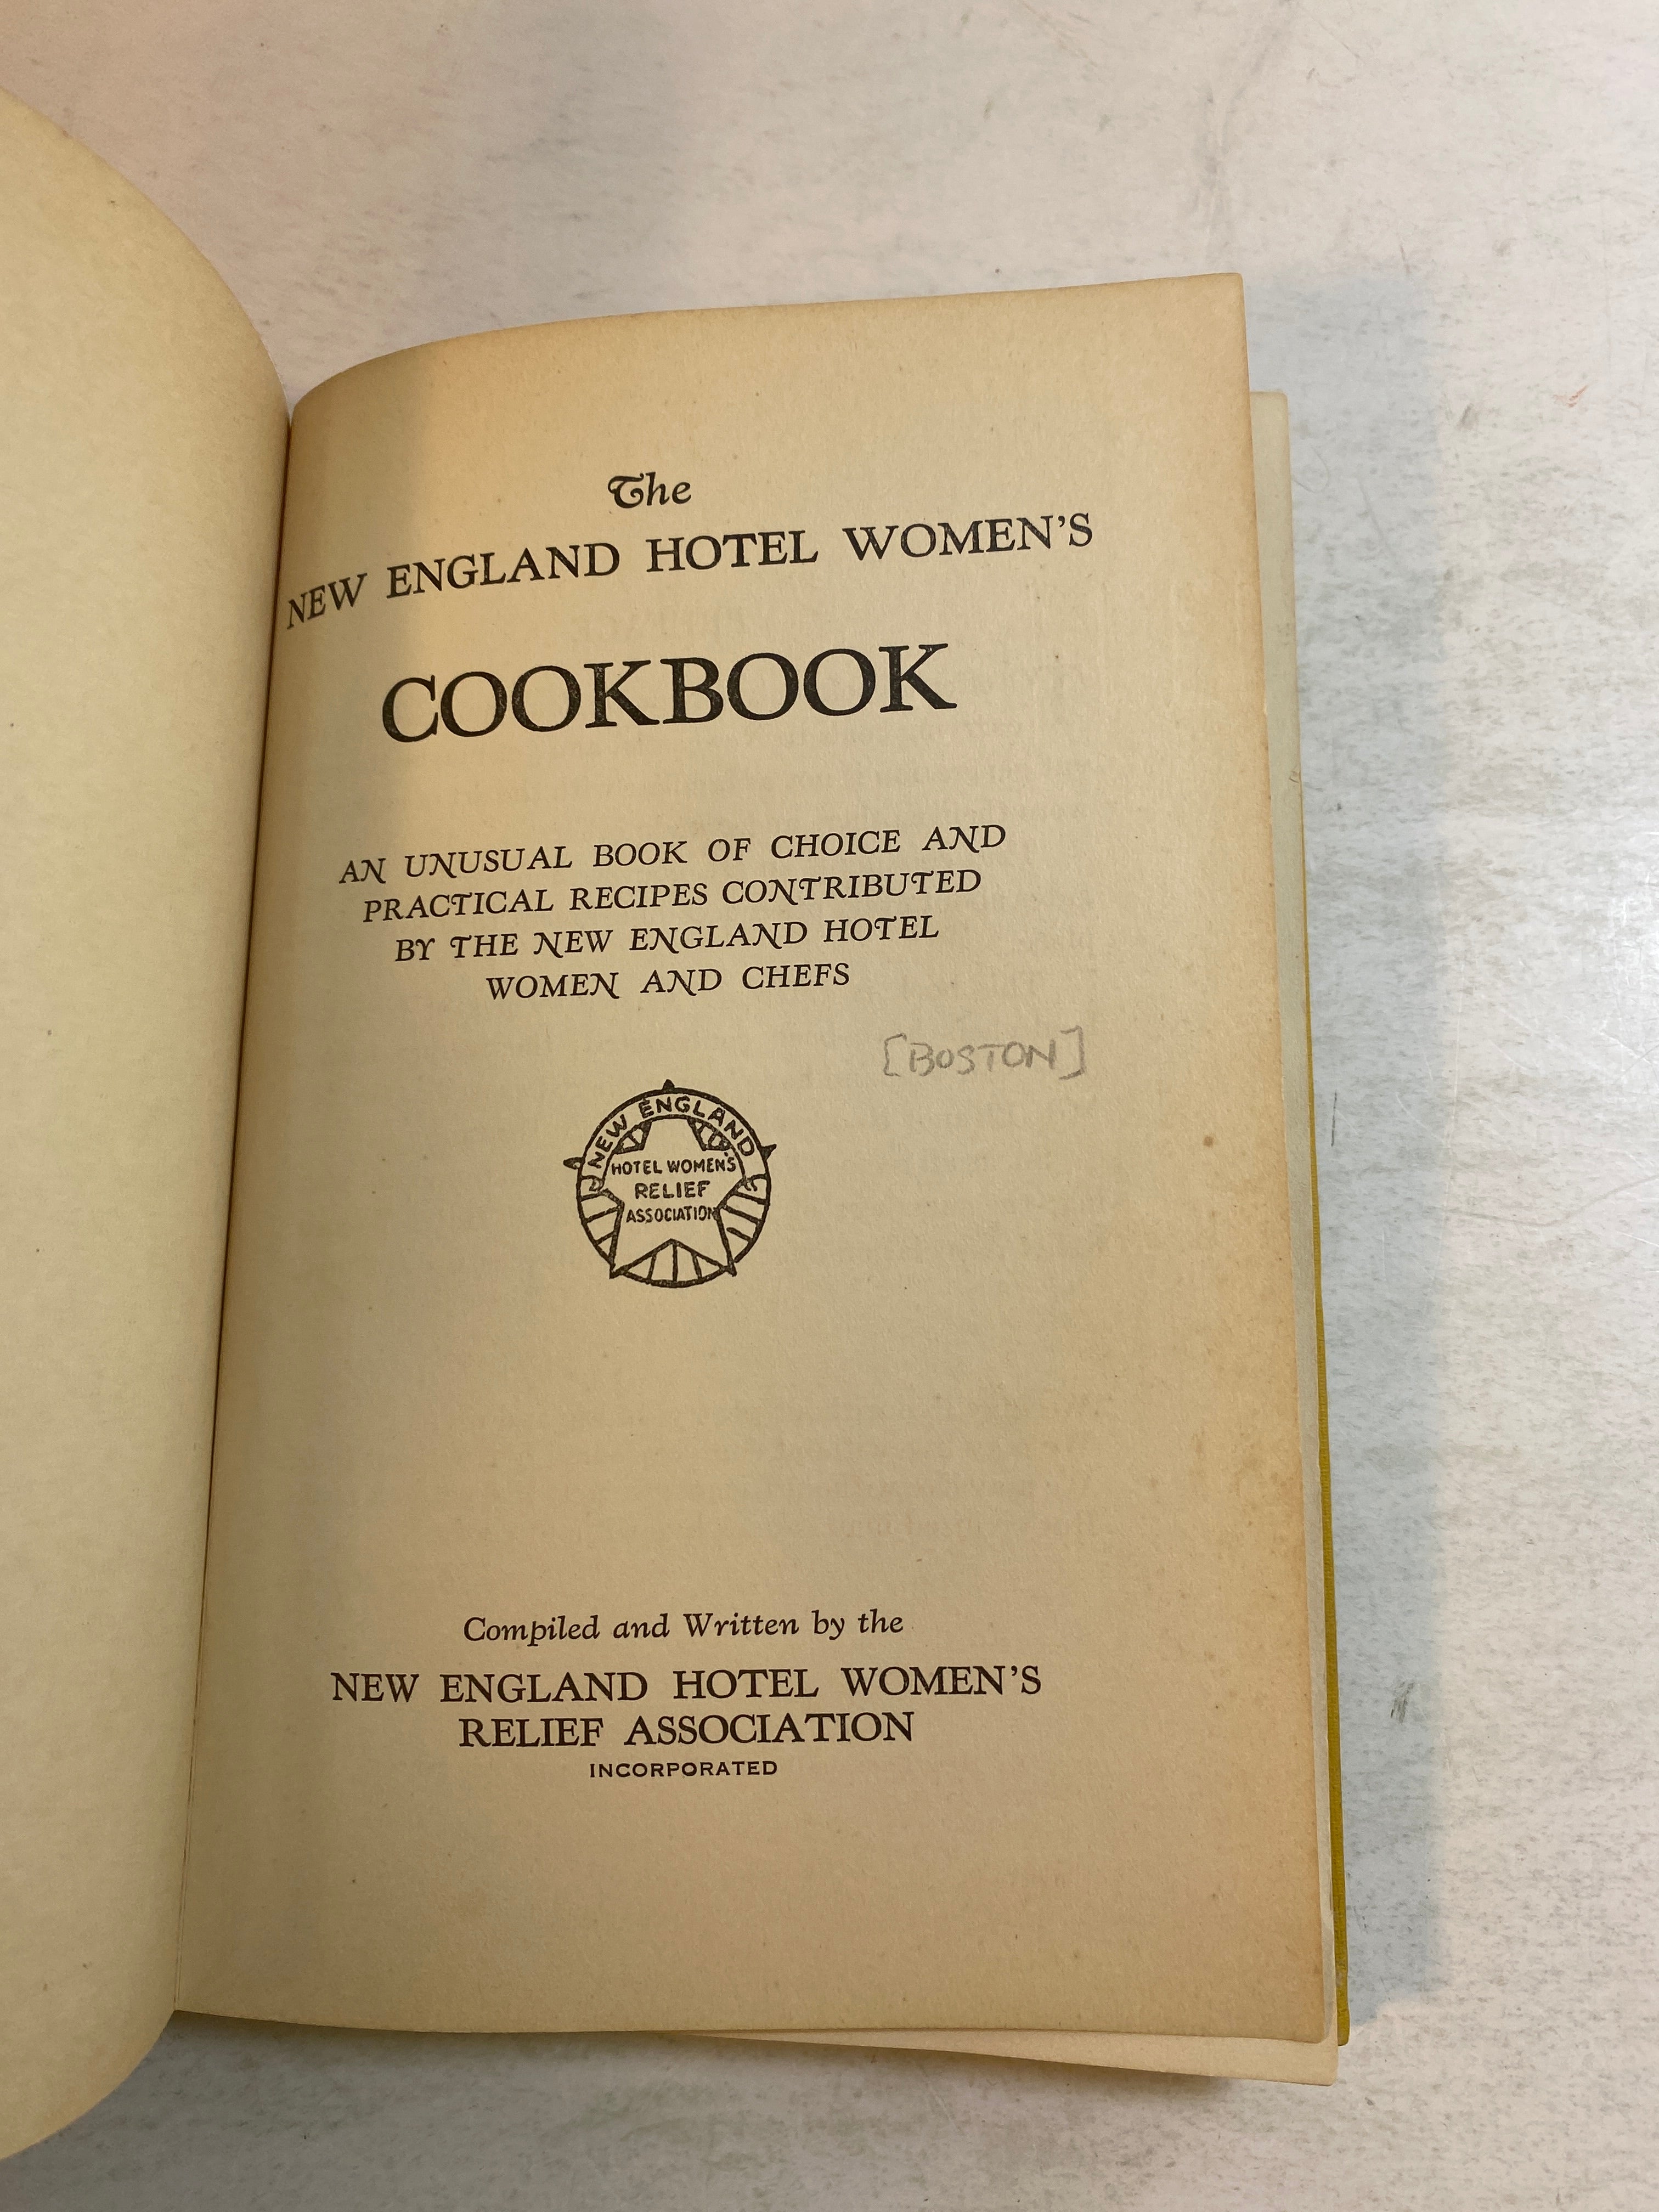 The
NEW ENGLAND HOTEL WOMEN'S
COOKBOOK
AN UNUSUAL BOOK OF CHOICE AND
PRACTICAL RECIPES CONTRIBUTED
BY THE NEW ENGLAND HOTEL
WOMEN AND CHEFS
[BOSTON]
NEW ENGLAND
HOTEL WOMEN'S
RELIEF
ASSOCIATION
Compiled and Written by the
NEW ENGLAND HOTEL WOMEN'S
RELIEF ASSOCIATION
INCORPORATED